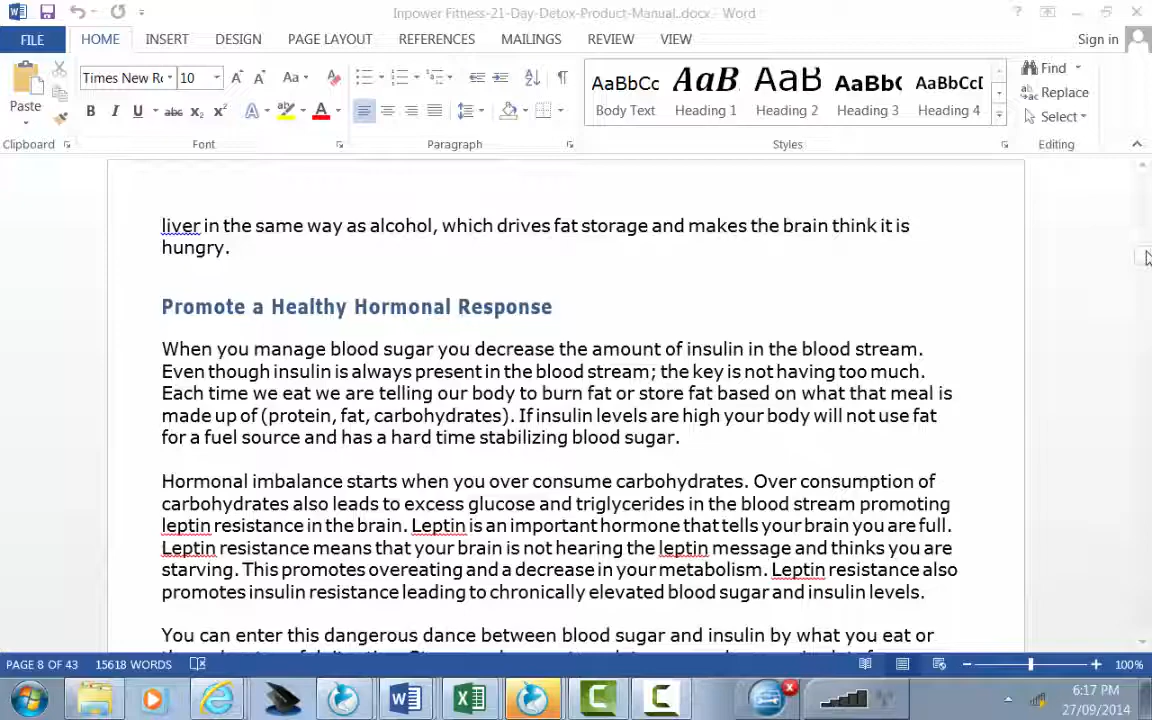 Inpower Fitness-21-Day-Detox-Product-Manual..docx - Word
FILE HOME INSERT DESIGN PAGE LAYOUT REFERENCES MAILINGS REVIEW VIEW Sign in
Times New Ro 10
Paste
Clipboard Font Paragraph Styles Editing
AaBbCc Body Text
AaB Heading 1
AaB Heading 2
AaBb Heading 3
AaBbCcD Heading 4
Find
Replace
Select
liver in the same way as alcohol, which drives fat storage and makes the brain think it is
hungry.
Promote a Healthy Hormonal Response
When you manage blood sugar you decrease the amount of insulin in the blood stream.
Even though insulin is always present in the blood stream; the key is not having too much.
Each time we eat we are telling our body to burn fat or store fat based on what that meal is
made up of (protein, fat, carbohydrates). If insulin levels are high your body will not use fat
for a fuel source and has a hard time stabilizing blood sugar.
Hormonal imbalance starts when you over consume carbohydrates. Over consumption of
carbohydrates also leads to excess glucose and triglycerides in the blood stream promoting
leptin resistance in the brain. Leptin is an important hormone that tells your brain you are full.
Leptin resistance means that your brain is not hearing the leptin message and thinks you are
starving. This promotes overeating and a decrease in your metabolism. Leptin resistance also
promotes insulin resistance leading to chronically elevated blood sugar and insulin levels.
You can enter this dangerous dance between blood sugar and insulin by what you eat or
PAGE 8 OF 43 15618 WORDS 100%
6:17 PM
27/09/2014